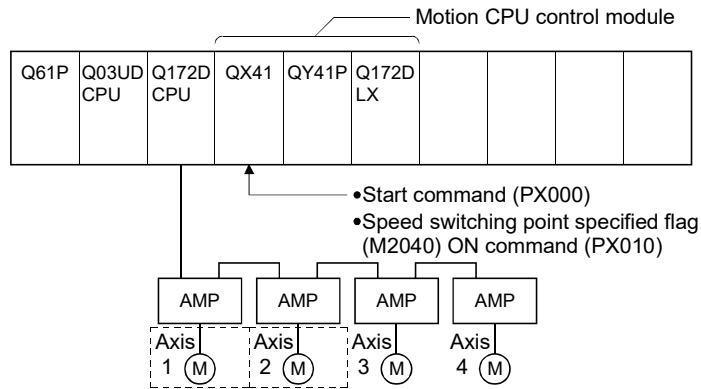 Motion CPU control module
Q61P Q03UD CPU Q172D CPU QX41 QY41P Q172D LX
•Start command (PX000)
•Speed switching point specified flag
(M2040) ON command (PX010)
AMP AMP AMP AMP
Axis 1 M Axis 2 M Axis 3 M Axis 4 M